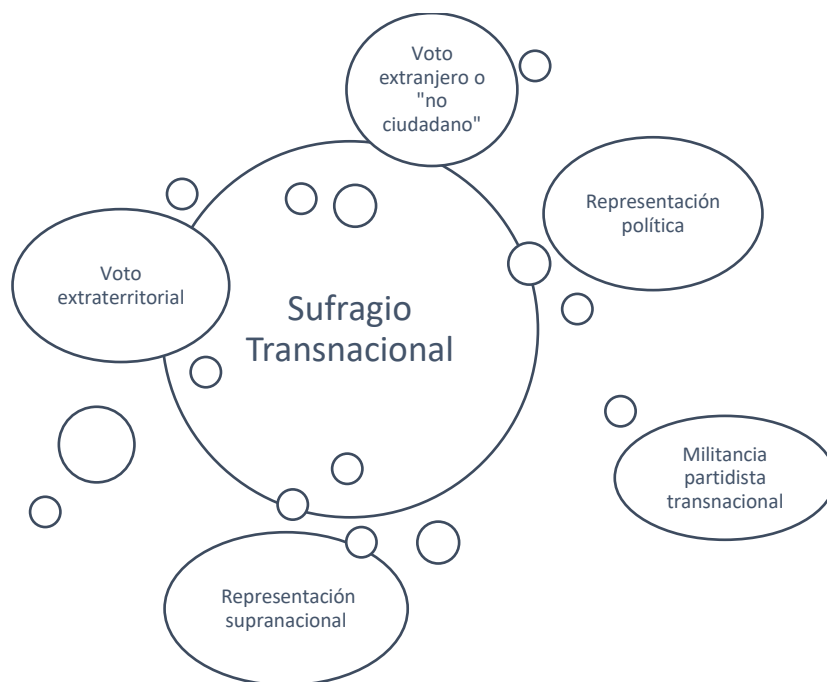 Voto
extranjero o
"no
ciudadano"
Representación
política
Voto
extraterritorial
Sufragio
Transnacional
Militancia
partidista
transnacional
Representación
supranacional